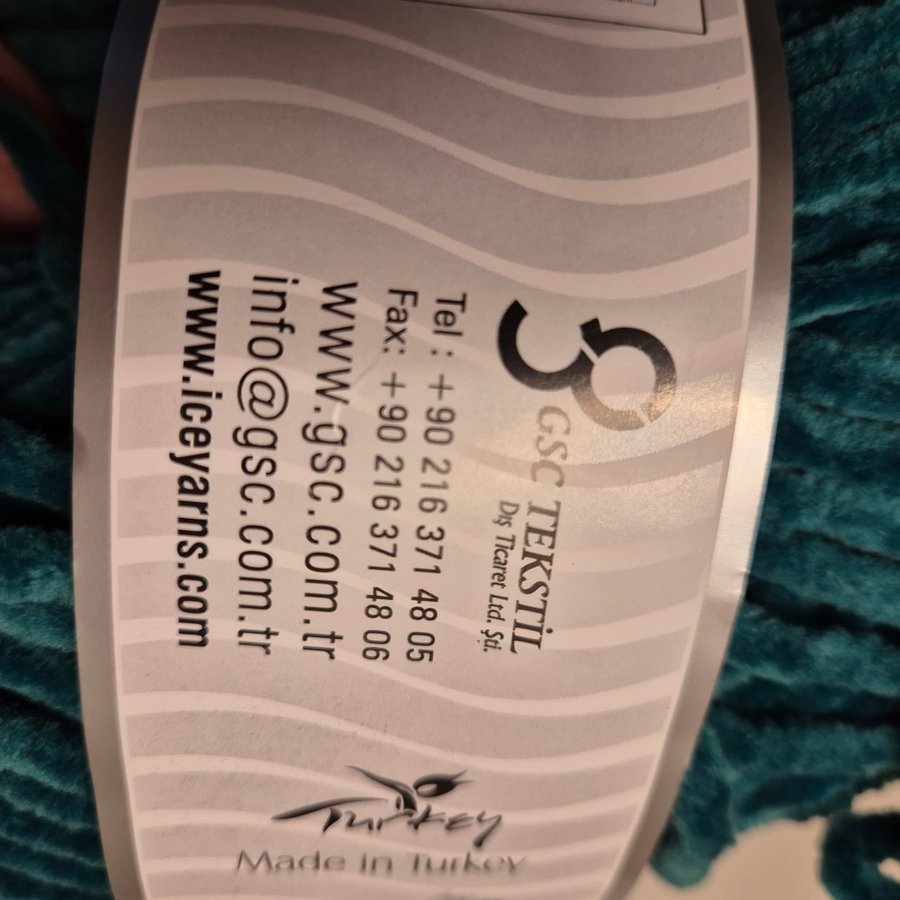 GSC TEKSTİL
Dış Ticaret Ltd. Şti.
Tel : +90 216 371 48 05
Fax: +90 216 371 48 06
www.gsc.com.tr
info@gsc.com.tr
www.iceyarns.com
Turkey
Made in Turkey